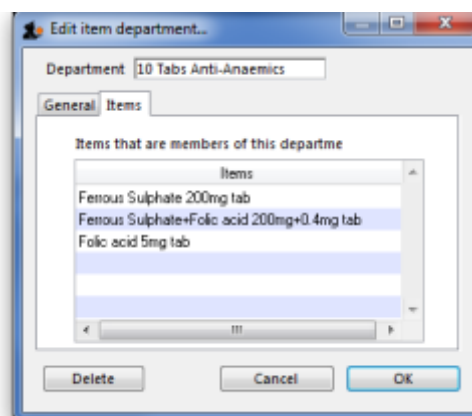 Edit item department...
Department 10 Tabs Anti-Anaemics
General Items
Items that are members of this departme
Items
Ferrous Sulphate 200mg tab
Ferrous Sulphate+Folic acid 200mg+0.4mg tab
Folic acid 5mg tab
Delete Cancel OK